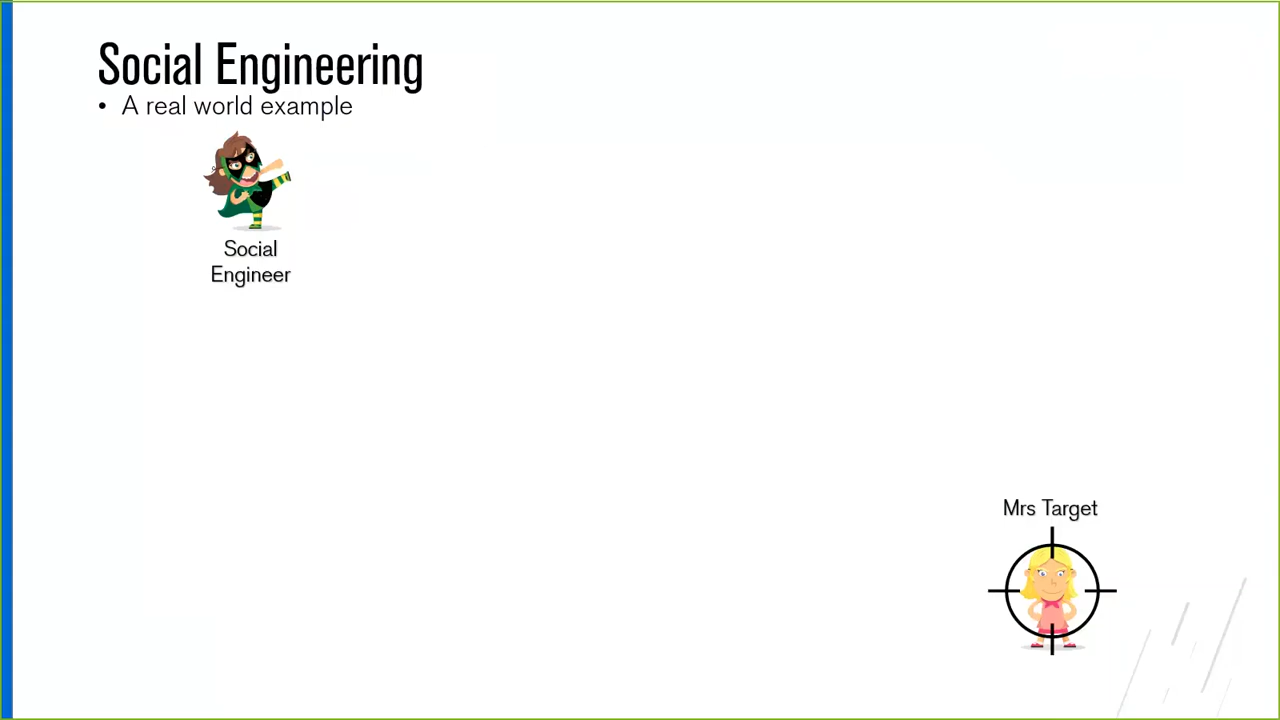 Social Engineering
• A real world example
Social
Engineer
Mrs Target